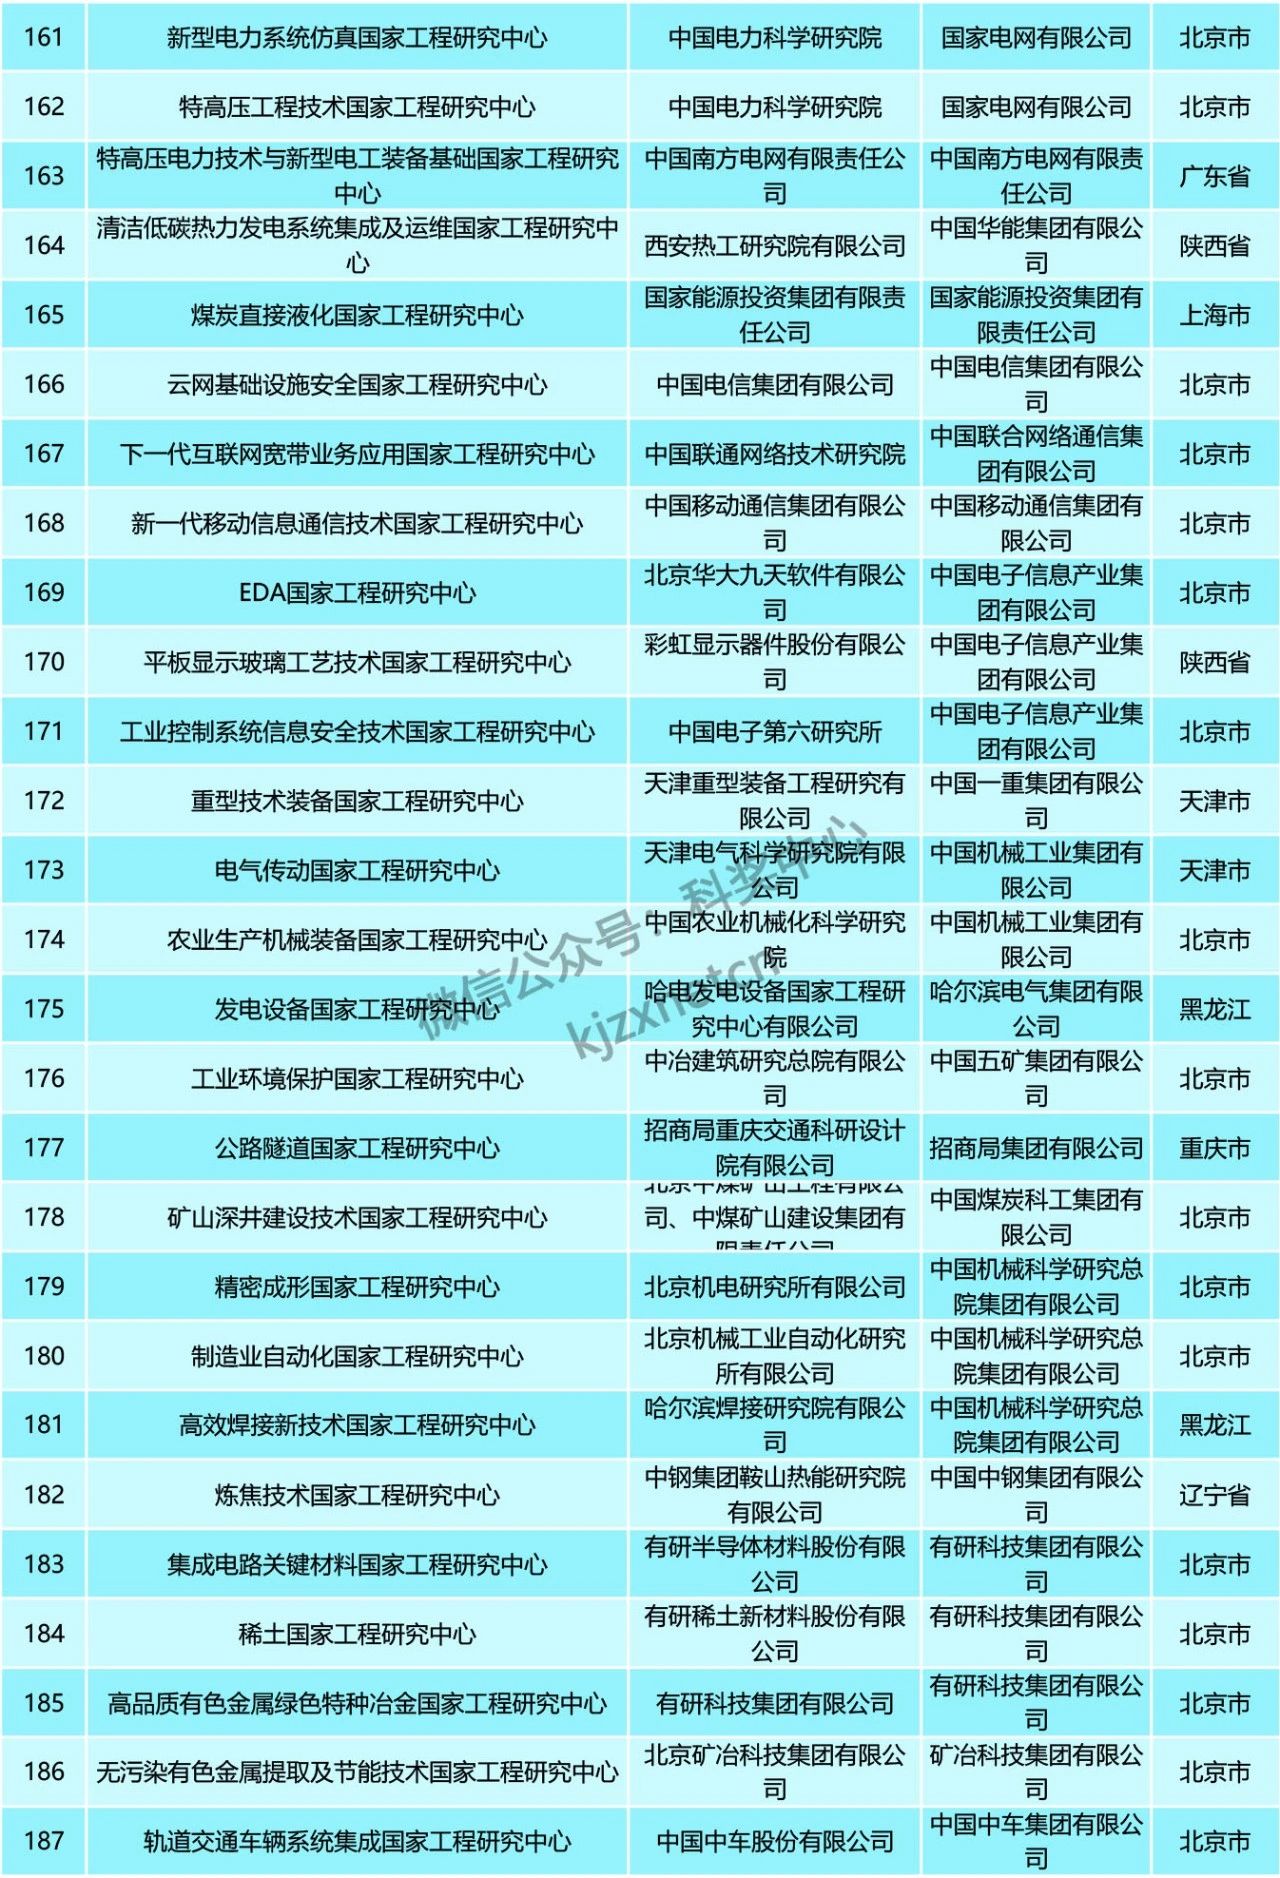 161 新型电力系统仿真国家工程研究中心 中国电力科学研究院 国家电网有限公司 北京市
162 特高压工程技术国家工程研究中心 中国电力科学研究院 国家电网有限公司 北京市
163 特高压电力技术与新型电工装备基础国家工程研究中心 中国南方电网有限责任公司 中国南方电网有限责任公司 广东省
164 清洁低碳热力发电系统集成及运维国家工程研究中心 西安热工研究院有限公司 中国华能集团有限公司 陕西省
165 煤炭直接液化国家工程研究中心 国家能源投资集团有限责任公司 国家能源投资集团有限责任公司 上海市
166 云网基础设施安全国家工程研究中心 中国电信集团有限公司 中国电信集团有限公司 北京市
167 下一代互联网宽带业务应用国家工程研究中心 中国联通网络技术研究院 中国联合网络通信集团有限公司 北京市
168 新一代移动信息通信技术国家工程研究中心 中国移动通信集团有限公司 中国移动通信集团有限公司 北京市
169 EDA国家工程研究中心 北京华大九天软件有限公司 中国电子信息产业集团有限公司 北京市
170 平板显示玻璃工艺技术国家工程研究中心 彩虹显示器件股份有限公司 中国电子信息产业集团有限公司 陕西省
171 工业控制系统信息安全技术国家工程研究中心 中国电子第六研究所 中国电子信息产业集团有限公司 北京市
172 重型技术装备国家工程研究中心 天津重型装备工程研究有限公司 中国一重集团有限公司 天津市
173 电气传动国家工程研究中心 天津电气科学研究院有限公司 中国机械工业集团有限公司 天津市
174 农业生产机械装备国家工程研究中心 中国农业机械化科学研究院 中国机械工业集团有限公司 北京市
175 发电设备国家工程研究中心 哈电发电设备国家工程研究中心有限公司 哈尔滨电气集团有限公司 黑龙江
176 工业环境保护国家工程研究中心 中冶建筑研究总院有限公司 中国五矿集团有限公司 北京市
177 公路隧道国家工程研究中心 招商局重庆交通科研设计院有限公司 招商局集团有限公司 重庆市
178 矿山深井建设技术国家工程研究中心 北京中煤矿山工程有限公司、中煤矿山建设集团有限责任公司 中国煤炭科工集团有限公司 北京市
179 精密成形国家工程研究中心 北京机电研究所有限公司 中国机械科学研究总院集团有限公司 北京市
180 制造业自动化国家工程研究中心 北京机械工业自动化研究所有限公司 中国机械科学研究总院集团有限公司 北京市
181 高效焊接新技术国家工程研究中心 哈尔滨焊接研究院有限公司 中国机械科学研究总院集团有限公司 黑龙江
182 炼焦技术国家工程研究中心 中钢集团鞍山热能研究院有限公司 中国中钢集团有限公司 辽宁省
183 集成电路关键材料国家工程研究中心 有研半导体材料股份有限公司 有研科技集团有限公司 北京市
184 稀土国家工程研究中心 有研稀土新材料股份有限公司 有研科技集团有限公司 北京市
185 高品质有色金属绿色特种冶金国家工程研究中心 有研科技集团有限公司 有研科技集团有限公司 北京市
186 无污染有色金属提取及节能技术国家工程研究中心 北京矿冶科技集团有限公司 矿冶科技集团有限公司 北京市
187 轨道交通车辆系统集成国家工程研究中心 中国中车股份有限公司 中国中车集团有限公司 北京市
微信公众号：科奖中心
kjzxnetcn